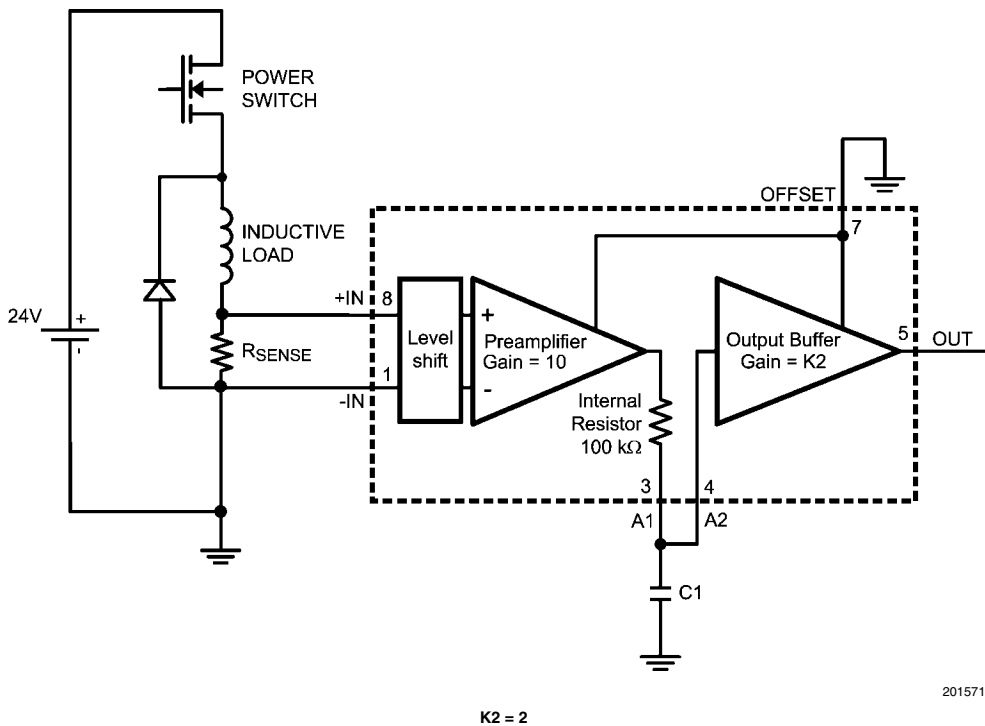 POWER
SWITCH
OFFSET
7
INDUCTIVE
LOAD
+IN
8
24V
+
-
RSENSE
Level
shift
+
-
Preamplifier
Gain = 10
Output Buffer
Gain = K2
5
OUT
1
-IN
Internal
Resistor
100 kΩ
3
4
A1
A2
C1
201571
K2 = 2